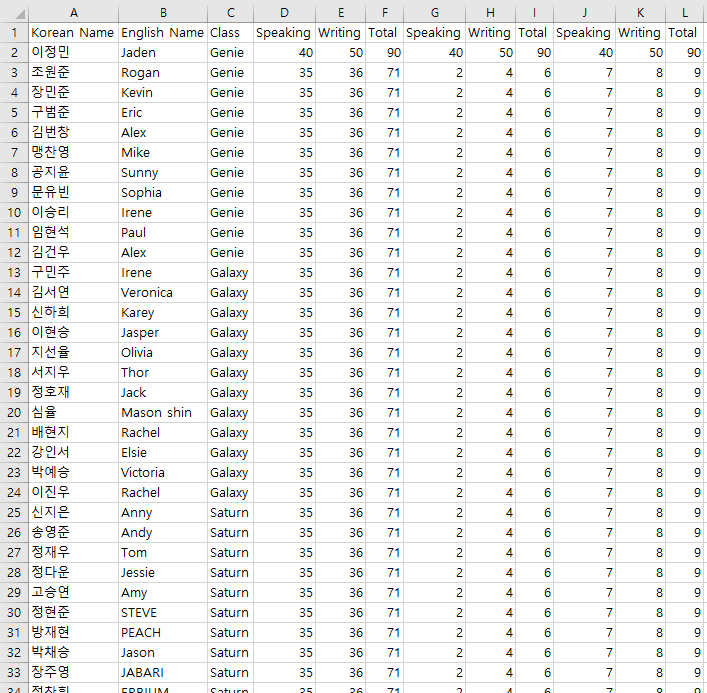 A B C D E F G H I J K L
1 Korean Name English Name Class Speaking Writing Total Speaking Writing Total Speaking Writing Total
2 이정민 Jaden Genie 40 50 90 40 50 90 40 50 90
3 조원준 Rogan Genie 35 36 71 2 4 6 7 8 9
4 장민준 Kevin Genie 35 36 71 2 4 6 7 8 9
5 구범준 Eric Genie 35 36 71 2 4 6 7 8 9
6 김번창 Alex Genie 35 36 71 2 4 6 7 8 9
7 맹찬영 Mike Genie 35 36 71 2 4 6 7 8 9
8 공지윤 Sunny Genie 35 36 71 2 4 6 7 8 9
9 문유빈 Sophia Genie 35 36 71 2 4 6 7 8 9
10 이승리 Irene Genie 35 36 71 2 4 6 7 8 9
11 임현석 Paul Genie 35 36 71 2 4 6 7 8 9
12 김건우 Alex Genie 35 36 71 2 4 6 7 8 9
13 구민주 Irene Galaxy 35 36 71 2 4 6 7 8 9
14 김서연 Veronica Galaxy 35 36 71 2 4 6 7 8 9
15 신하희 Karey Galaxy 35 36 71 2 4 6 7 8 9
16 이현승 Jasper Galaxy 35 36 71 2 4 6 7 8 9
17 지선율 Olivia Galaxy 35 36 71 2 4 6 7 8 9
18 서지우 Thor Galaxy 35 36 71 2 4 6 7 8 9
19 정호재 Jack Galaxy 35 36 71 2 4 6 7 8 9
20 심율 Mason shin Galaxy 35 36 71 2 4 6 7 8 9
21 배현지 Rachel Galaxy 35 36 71 2 4 6 7 8 9
22 강인서 Elsie Galaxy 35 36 71 2 4 6 7 8 9
23 박예승 Victoria Galaxy 35 36 71 2 4 6 7 8 9
24 이진우 Rachel Galaxy 35 36 71 2 4 6 7 8 9
25 신지은 Anny Saturn 35 36 71 2 4 6 7 8 9
26 송영준 Andy Saturn 35 36 71 2 4 6 7 8 9
27 정재우 Tom Saturn 35 36 71 2 4 6 7 8 9
28 정다운 Jessie Saturn 35 36 71 2 4 6 7 8 9
29 고승연 Amy Saturn 35 36 71 2 4 6 7 8 9
30 정현준 STEVE Saturn 35 36 71 2 4 6 7 8 9
31 방재현 PEACH Saturn 35 36 71 2 4 6 7 8 9
32 박채승 Jason Saturn 35 36 71 2 4 6 7 8 9
33 장주영 JABARI Saturn 35 36 71 2 4 6 7 8 9